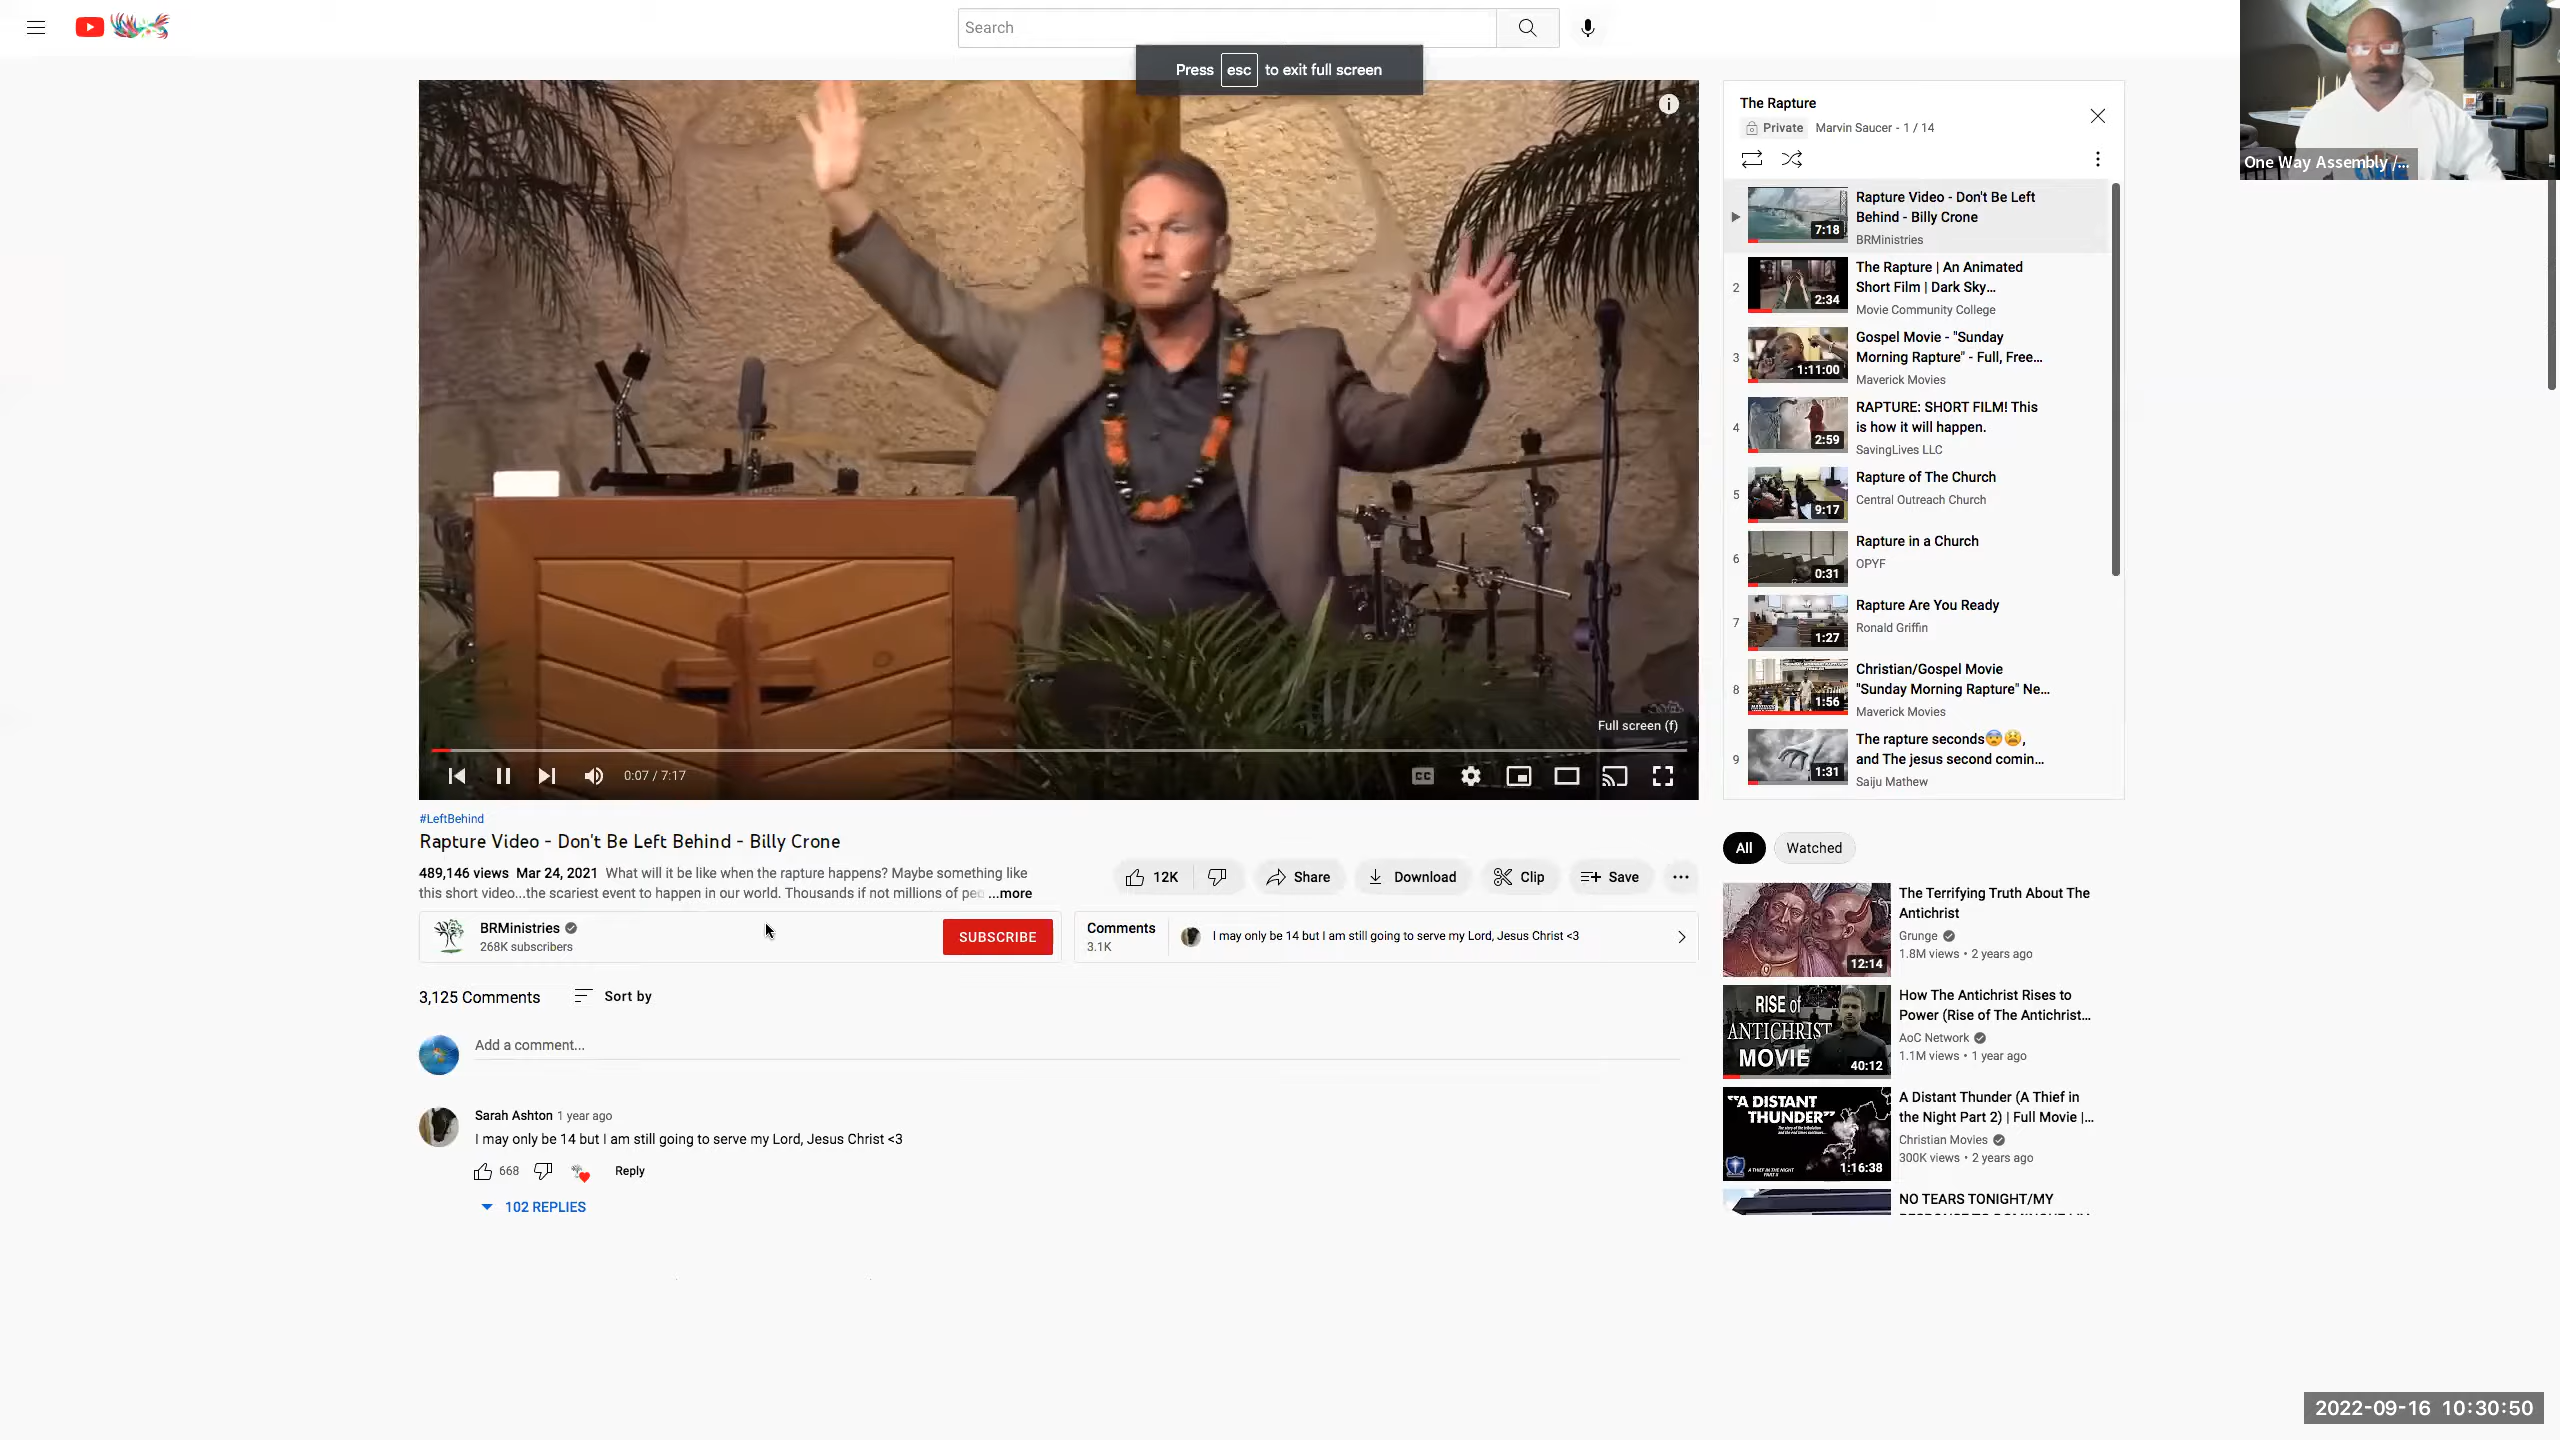 Search
Press esc to exit full screen
One Way Assembly /...
Full screen (f)
0:07 / 7:17
CC
#LeftBehind
Rapture Video - Don't Be Left Behind - Billy Crone
489,146 views Mar 24, 2021 What will it be like when the rapture happens? Maybe something like
this short video...the scariest event to happen in our world. Thousands if not millions of peo ...more
12K
Share
Download
Clip
Save
BRMinistries
268K subscribers
SUBSCRIBE
Comments
3.1K
I may only be 14 but I am still going to serve my Lord, Jesus Christ <3
3,125 Comments
Sort by
Add a comment...
Sarah Ashton 1 year ago
I may only be 14 but I am still going to serve my Lord, Jesus Christ <3
668
Reply
102 REPLIES
The Rapture
Private Marvin Saucer - 1 / 14
7:18
Rapture Video - Don't Be Left
Behind - Billy Crone
BRMinistries
2
2:34
The Rapture | An Animated
Short Film | Dark Sky...
Movie Community College
3
1:11:00
Gospel Movie - "Sunday
Morning Rapture" - Full, Free...
Maverick Movies
4
2:59
RAPTURE: SHORT FILM! This
is how it will happen.
SavingLives LLC
5
9:17
Rapture of The Church
Central Outreach Church
6
0:31
Rapture in a Church
OPYF
7
1:27
Rapture Are You Ready
Ronald Griffin
8
1:56
Christian/Gospel Movie
"Sunday Morning Rapture" Ne...
Maverick Movies
9
1:31
The rapture seconds😨😫,
and The jesus second comin...
Saiju Mathew
All
Watched
12:14
The Terrifying Truth About The
Antichrist
Grunge
1.8M views • 2 years ago
RISE of
ANTICHRIST
MOVIE
40:12
How The Antichrist Rises to
Power (Rise of The Antichrist...
AoC Network
1.1M views • 1 year ago
"A DISTANT
THUNDER"
A THIEF IN THE NIGHT
PART II
1:16:38
A Distant Thunder (A Thief in
the Night Part 2) | Full Movie |...
Christian Movies
300K views • 2 years ago
NO TEARS TONIGHT/MY
2022-09-16 10:30:50